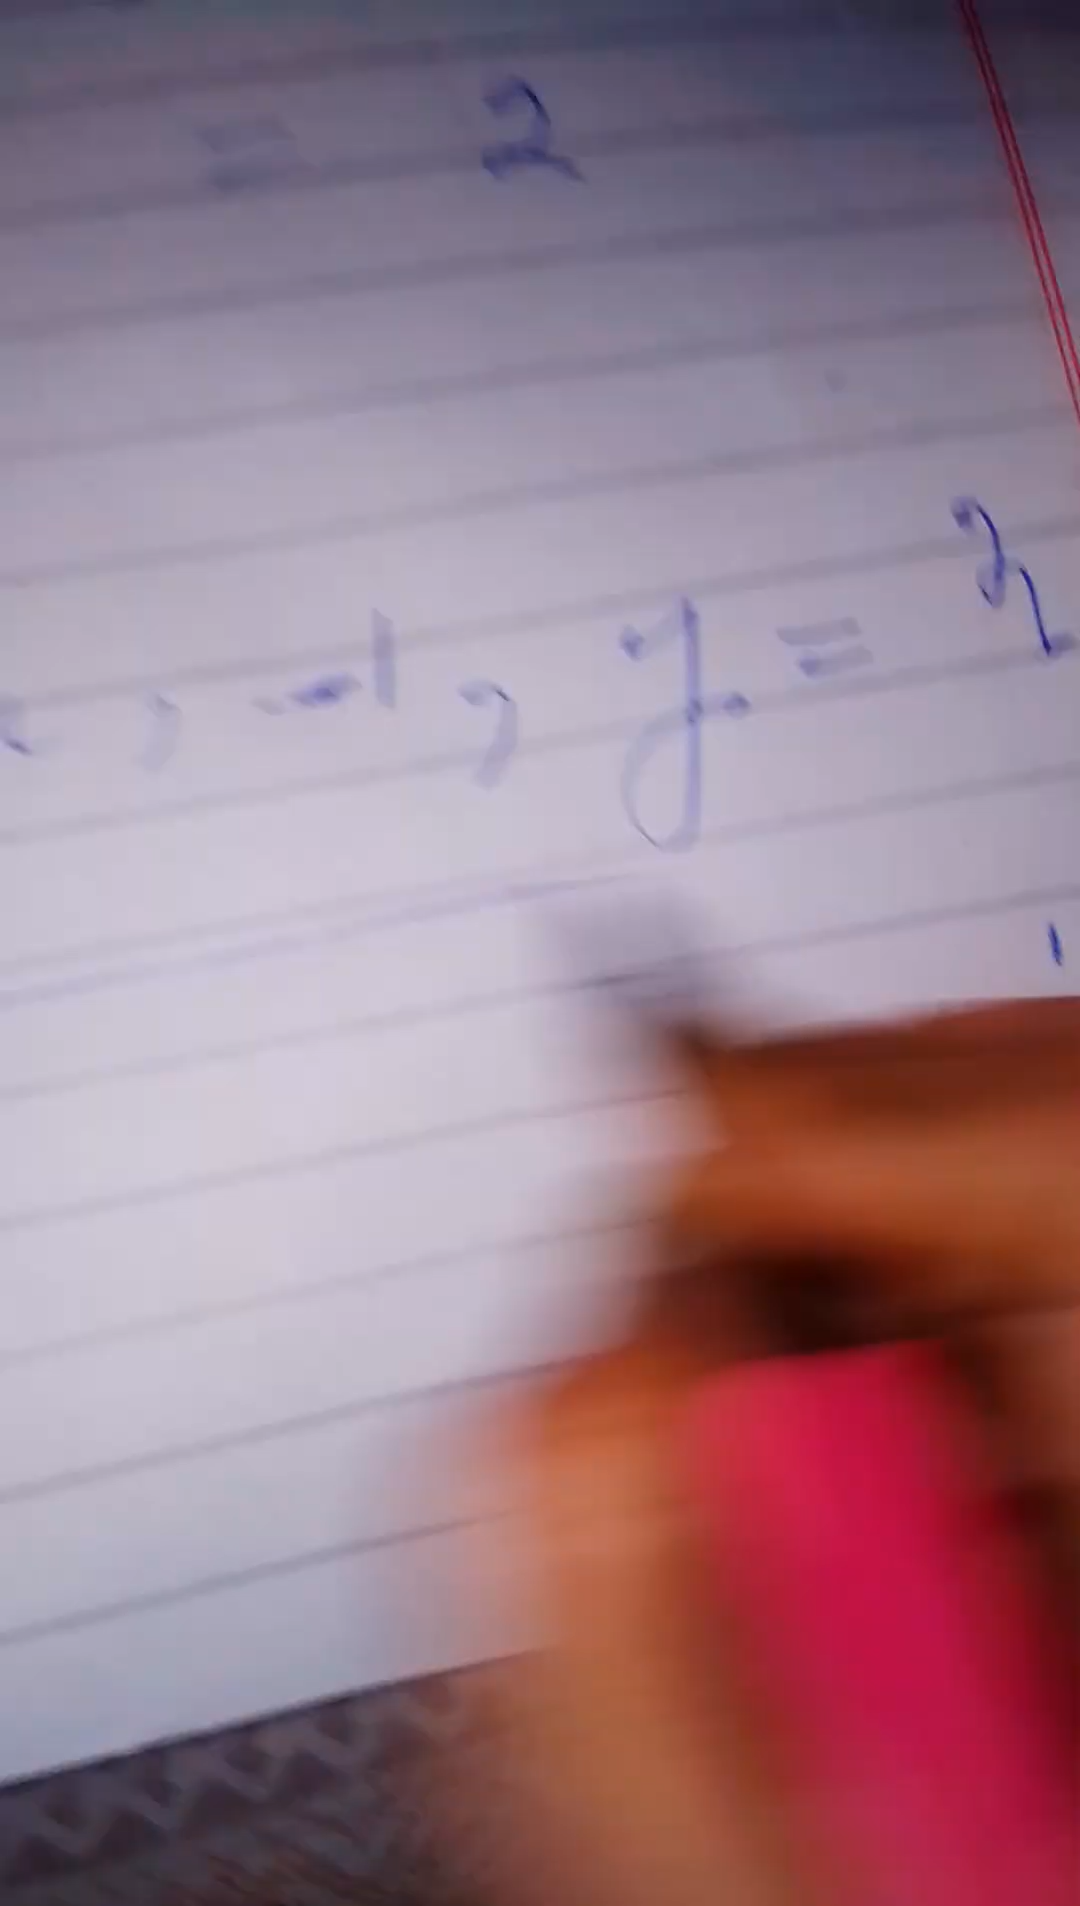 = 2
, -1, y = 2